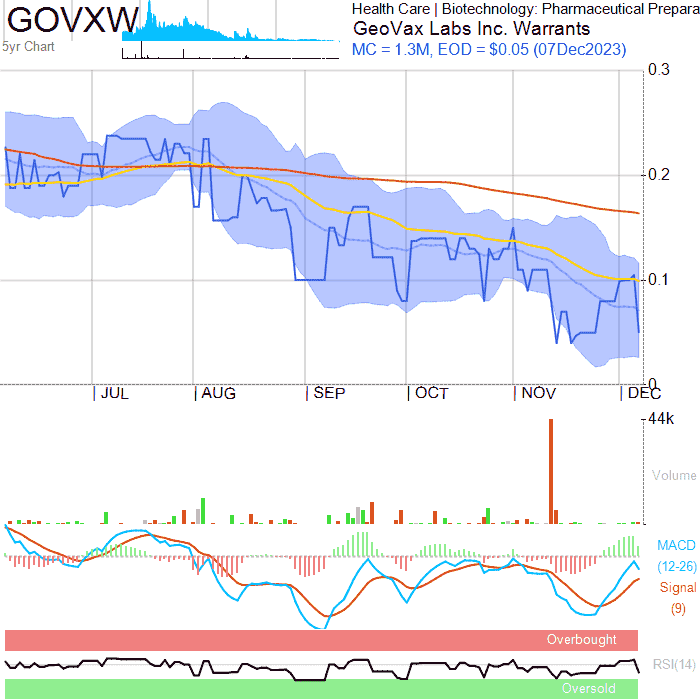 GOVXW
5yr Chart
Health Care | Biotechnology: Pharmaceutical Prepara
GeoVax Labs Inc. Warrants
MC = 1.3M, EOD = $0.05 (07Dec2023)
0.3
0.2
0.1
0
JUL AUG SEP OCT NOV DEC
44k
Volume
MACD
(12-26)
Signal
(9)
Overbought
RSI(14)
Oversold